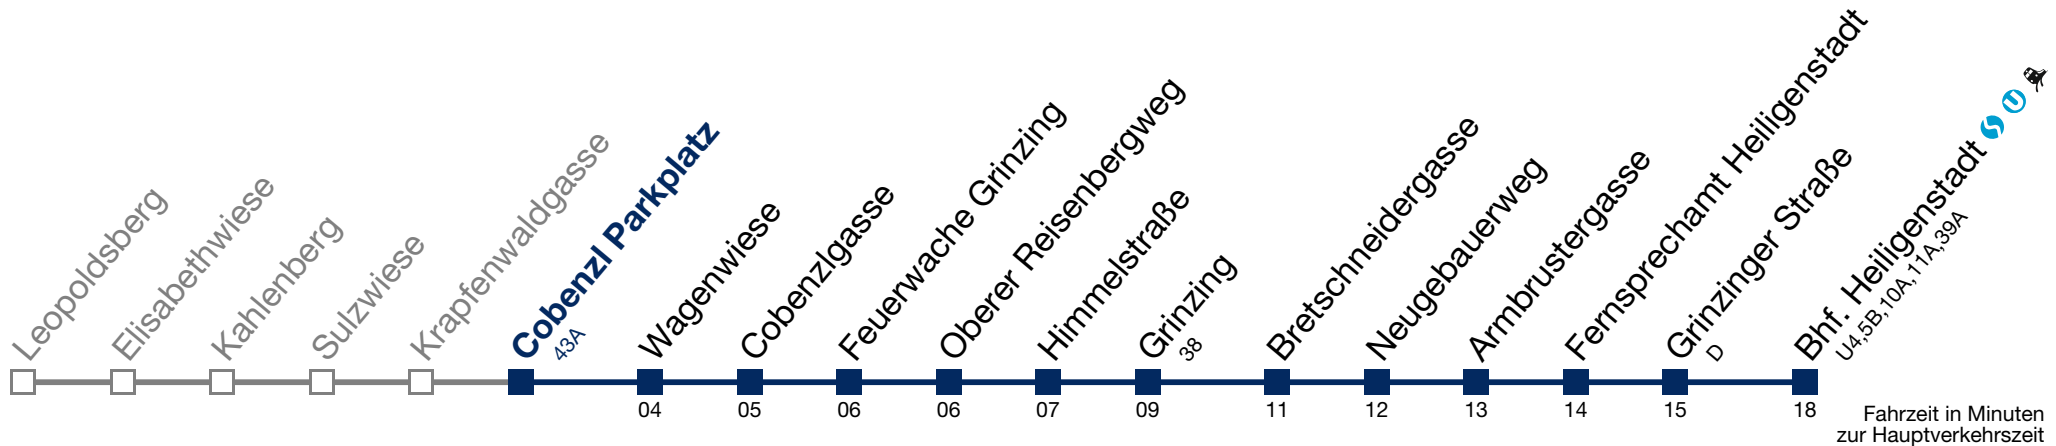 Leopoldsberg
Elisabethwiese
Kahlenberg
Sulzwiese
Krapfenwaldgasse
Cobenzl Parkplatz
43A
Wagenwiese
Cobenzlgasse
Feuerwache Grinzing
Oberer Reisenbergweg
Himmelstraße
Grinzing
38
Bretschneidergasse
Neugebauerweg
Armbrustergasse
Fernsprechamt Heiligenstadt
Grinzinger Straße
D
Bhf. Heiligenstadt
U4,5B,10A,11A,39A
04 05 06 06 07 09 11 12 13 14 15 18
Fahrzeit in Minuten
zur Hauptverkehrszeit